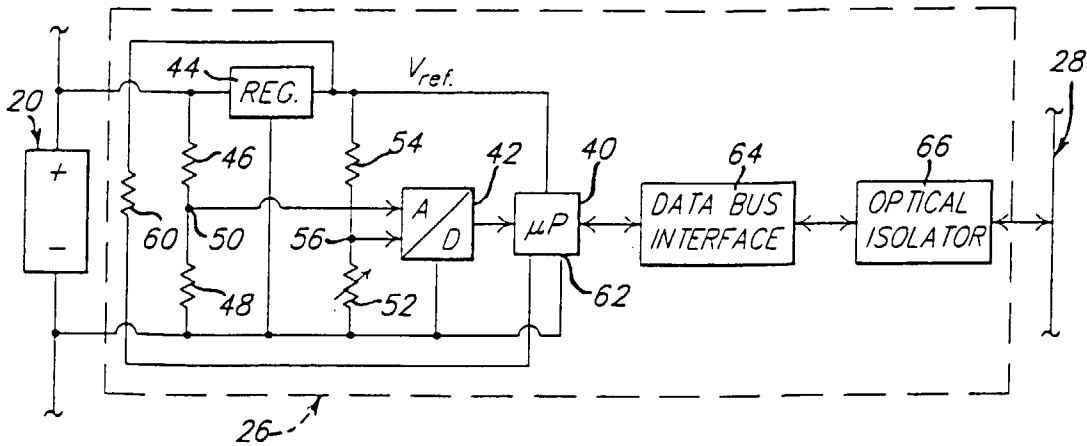 44
REG.
V ref.
28
20
+
−
46
54
42
40
64
66
60
50
56
A
D
μP
DATA BUS
INTERFACE
OPTICAL
ISOLATOR
48
52
62
26